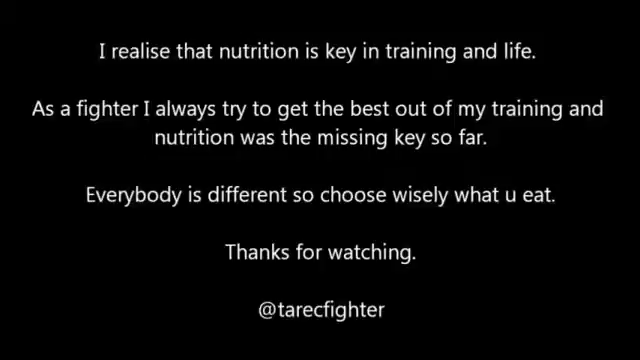 I realise that nutrition is key in training and life.
As a fighter I always try to get the best out of my training and
nutrition was the missing key so far.
Everybody is different so choose wisely what u eat.
Thanks for watching.
@tarecfighter